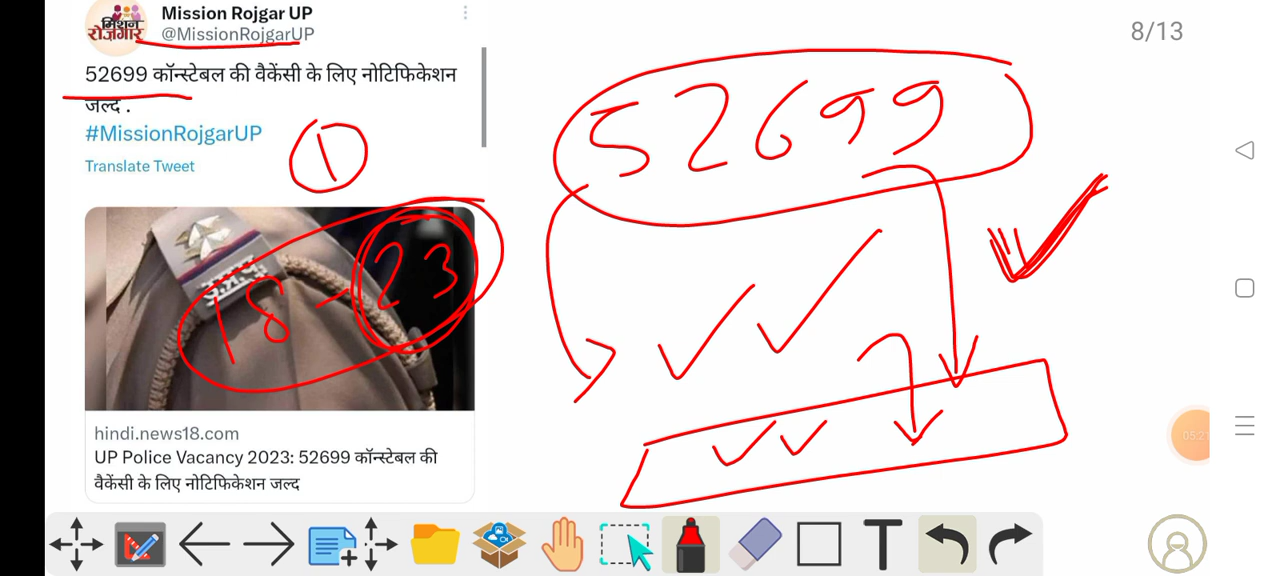 Mission Rojgar UP
मिशन
रोज़गार
@MissionRojgarUP
52699 कॉन्स्टेबल की वैकेंसी के लिए नोटिफिकेशन
जल्द .
#MissionRojgarUP
Translate Tweet
1
18-23
hindi.news18.com
UP Police Vacancy 2023: 52699 कॉन्स्टेबल की
वैकेंसी के लिए नोटिफिकेशन जल्द
52699
8/13
T